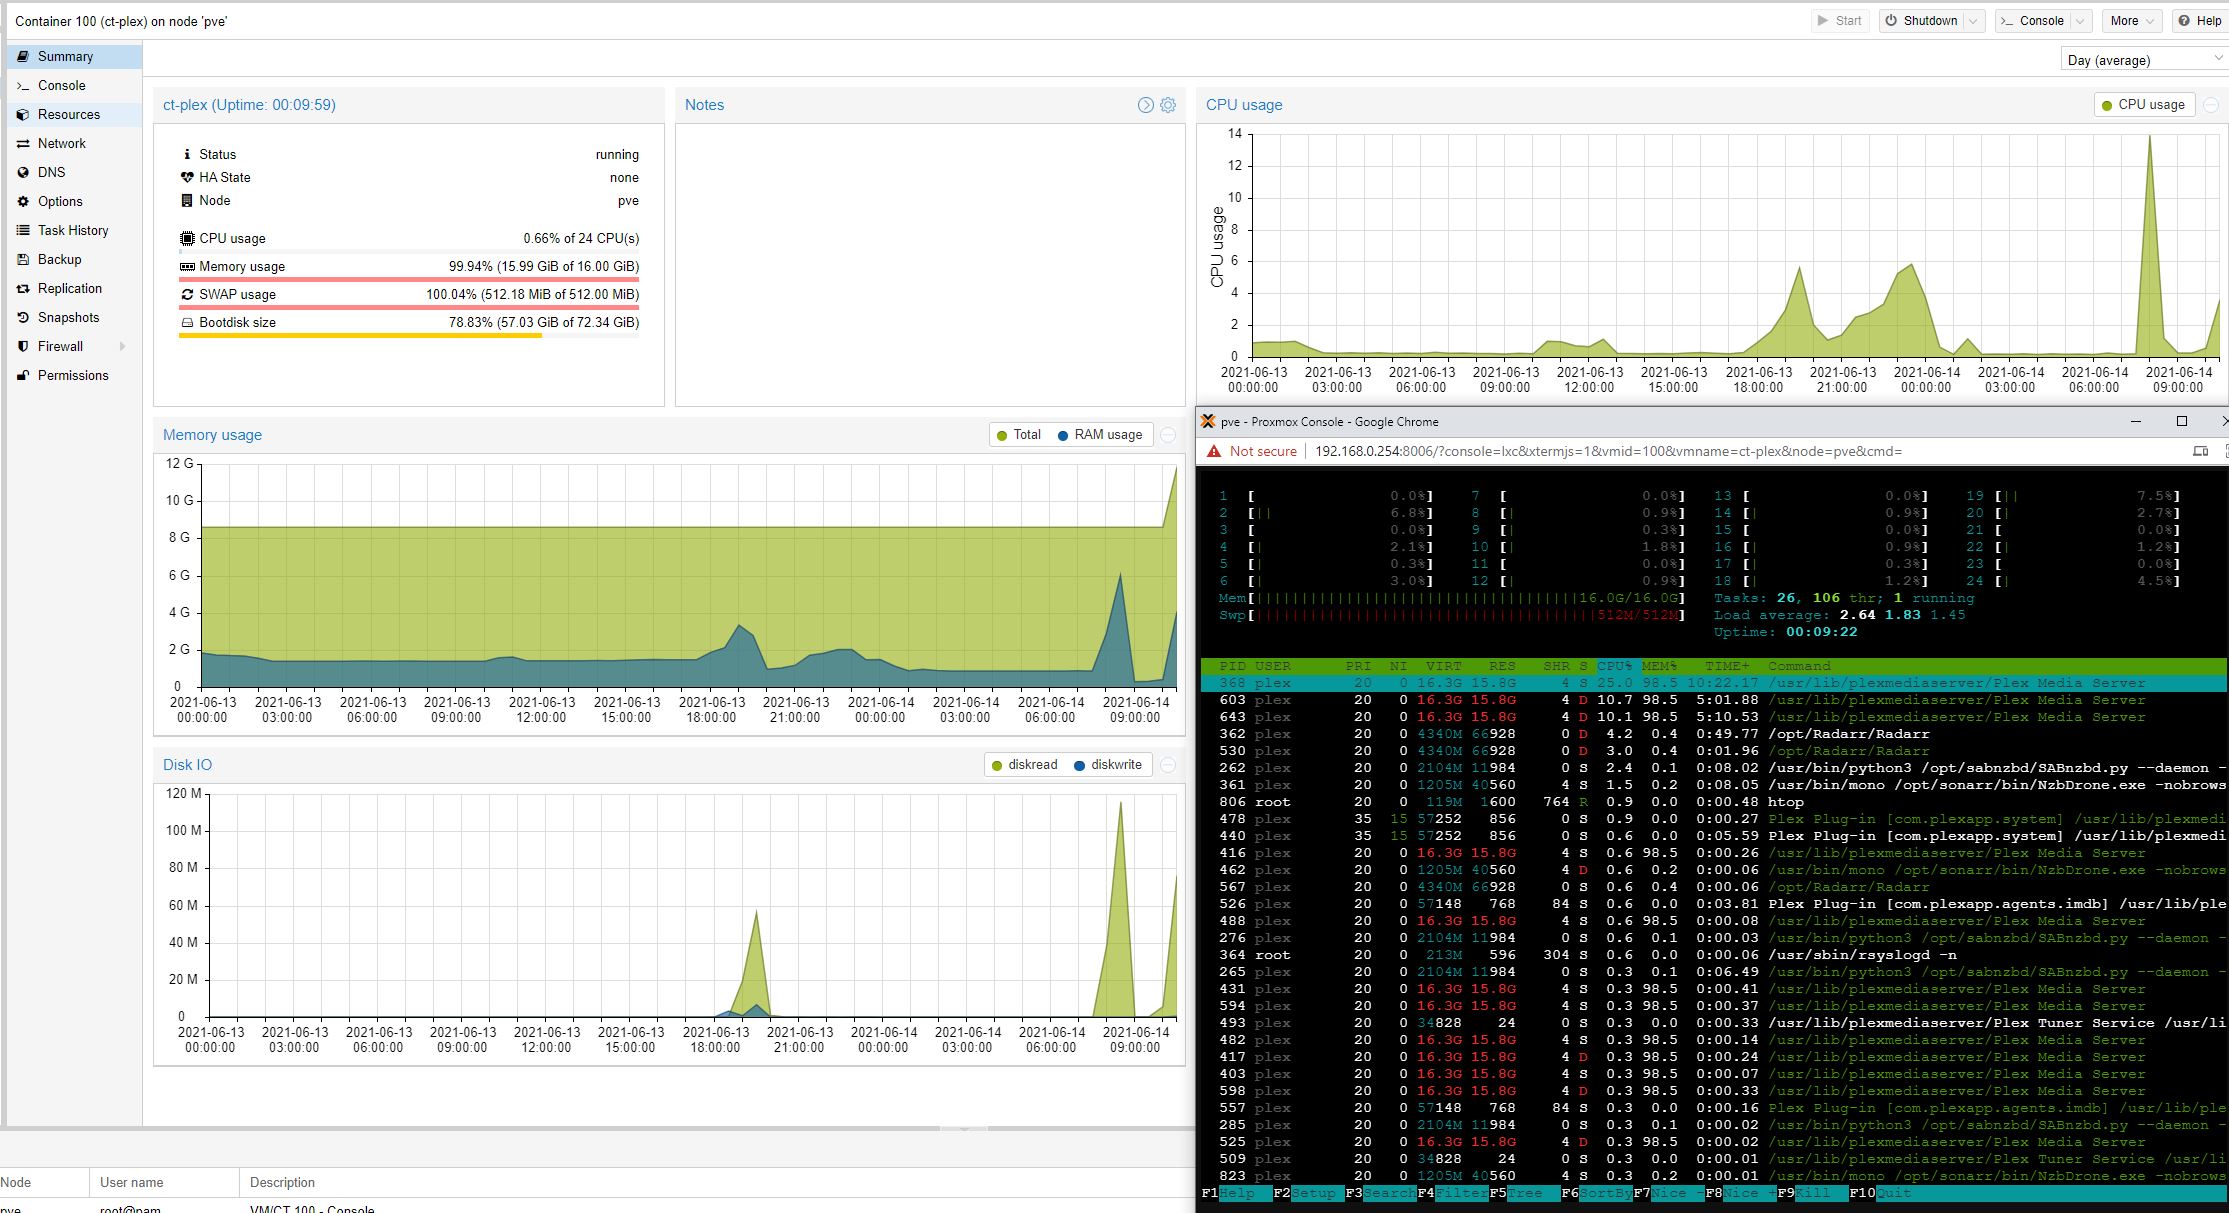 Container 100 (ct-plex) on node 'pve'
Start Shutdown Console More Help
Summary
Console
Resources
Network
DNS
Options
Task History
Backup
Replication
Snapshots
Firewall
Permissions
Day (average)
ct-plex (Uptime: 00:09:59)
Status running
HA State none
Node pve
CPU usage 0.66% of 24 CPU(s)
Memory usage 99.94% (15.99 GiB of 16.00 GiB)
SWAP usage 100.04% (512.18 MiB of 512.00 MiB)
Bootdisk size 78.83% (57.03 GiB of 72.34 GiB)
Notes
CPU usage
CPU usage
CPU usage
14
12
10
8
6
4
2
0
2021-06-13 2021-06-13 2021-06-13 2021-06-13 2021-06-13 2021-06-13 2021-06-13 2021-06-13 2021-06-14 2021-06-14 2021-06-14 2021-06-14
00:00:00 03:00:00 06:00:00 09:00:00 12:00:00 15:00:00 18:00:00 21:00:00 00:00:00 03:00:00 06:00:00 09:00:00
Memory usage
Total RAM usage
12 G
10 G
8 G
6 G
4 G
2 G
0
2021-06-13 2021-06-13 2021-06-13 2021-06-13 2021-06-13 2021-06-13 2021-06-13 2021-06-13 2021-06-14 2021-06-14 2021-06-14 2021-06-14
00:00:00 03:00:00 06:00:00 09:00:00 12:00:00 15:00:00 18:00:00 21:00:00 00:00:00 03:00:00 06:00:00 09:00:00
Disk IO
diskread diskwrite
120 M
100 M
80 M
60 M
40 M
20 M
0
2021-06-13 2021-06-13 2021-06-13 2021-06-13 2021-06-13 2021-06-13 2021-06-13 2021-06-13 2021-06-14 2021-06-14 2021-06-14 2021-06-14
00:00:00 03:00:00 06:00:00 09:00:00 12:00:00 15:00:00 18:00:00 21:00:00 00:00:00 03:00:00 06:00:00 09:00:00
Node User name Description
pve root@pam VM/CT 100 - Console
pve - Proxmox Console - Google Chrome
Not secure 192.168.0.254:8006/?console=lxc&xtermjs=1&vmid=100&vmname=ct-plex&node=pve&cmd=
1 [ 0.0%] 7 [ 0.0%] 13 [ 0.0%] 19 [|| 7.5%]
2 [|| 6.8%] 8 [| 0.9%] 14 [| 0.9%] 20 [| 2.7%]
3 [ 0.0%] 9 [| 0.3%] 15 [ 0.0%] 21 [ 0.0%]
4 [| 2.1%] 10 [| 1.8%] 16 [| 0.9%] 22 [| 1.2%]
5 [| 0.3%] 11 [ 0.0%] 17 [| 0.3%] 23 [ 0.0%]
6 [| 3.0%] 12 [| 0.9%] 18 [| 1.2%] 24 [| 4.5%]
Mem[||||||||||||||||||||||||||||||||||||16.0G/16.0G] Tasks: 26, 106 thr; 1 running
Swp[||||||||||||||||||||||||||||||||||||||512M/512M] Load average: 2.64 1.83 1.45
Uptime: 00:09:22
PID USER PRI NI VIRT RES SHR S CPU% MEM% TIME+ Command
368 plex 20 0 16.3G 15.8G 4 S 25.0 98.5 10:22.17 /usr/lib/plexmediaserver/Plex Media Server
603 plex 20 0 16.3G 15.8G 4 D 10.7 98.5 5:01.88 /usr/lib/plexmediaserver/Plex Media Server
643 plex 20 0 16.3G 15.8G 4 D 10.1 98.5 5:10.53 /usr/lib/plexmediaserver/Plex Media Server
362 plex 20 0 4340M 66928 0 D 4.2 0.4 0:49.77 /opt/Radarr/Radarr
530 plex 20 0 4340M 66928 0 D 3.0 0.4 0:01.96 /opt/Radarr/Radarr
262 plex 20 0 2104M 11984 0 S 2.4 0.1 0:08.02 /usr/bin/python3 /opt/sabnzbd/SABnzbd.py --daemon -
361 plex 20 0 1205M 40560 4 S 1.5 0.2 0:08.05 /usr/bin/mono /opt/sonarr/bin/NzbDrone.exe -nobrows
806 root 20 0 119M 1600 764 R 0.9 0.0 0:00.48 htop
478 plex 35 15 57252 856 0 S 0.9 0.0 0:00.27 Plex Plug-in [com.plexapp.system] /usr/lib/plexmedi
440 plex 35 15 57252 856 0 S 0.6 0.0 0:05.59 Plex Plug-in [com.plexapp.system] /usr/lib/plexmedi
416 plex 20 0 16.3G 15.8G 4 S 0.6 98.5 0:00.26 /usr/lib/plexmediaserver/Plex Media Server
462 plex 20 0 1205M 40560 4 D 0.6 0.2 0:00.06 /usr/bin/mono /opt/sonarr/bin/NzbDrone.exe -nobrows
567 plex 20 0 4340M 66928 0 S 0.6 0.4 0:00.06 /opt/Radarr/Radarr
526 plex 20 0 57148 768 84 S 0.6 0.0 0:03.81 Plex Plug-in [com.plexapp.agents.imdb] /usr/lib/ple
488 plex 20 0 16.3G 15.8G 4 S 0.6 98.5 0:00.08 /usr/lib/plexmediaserver/Plex Media Server
276 plex 20 0 2104M 11984 0 S 0.6 0.1 0:00.03 /usr/bin/python3 /opt/sabnzbd/SABnzbd.py --daemon -
364 root 20 0 213M 596 304 S 0.6 0.0 0:00.06 /usr/sbin/rsyslogd -n
265 plex 20 0 2104M 11984 0 S 0.3 0.1 0:06.49 /usr/bin/python3 /opt/sabnzbd/SABnzbd.py --daemon -
431 plex 20 0 16.3G 15.8G 4 S 0.3 98.5 0:00.41 /usr/lib/plexmediaserver/Plex Media Server
594 plex 20 0 16.3G 15.8G 4 S 0.3 98.5 0:00.37 /usr/lib/plexmediaserver/Plex Media Server
493 plex 20 0 34828 24 0 S 0.3 0.0 0:00.33 /usr/lib/plexmediaserver/Plex Tuner Service /usr/li
482 plex 20 0 16.3G 15.8G 4 S 0.3 98.5 0:00.14 /usr/lib/plexmediaserver/Plex Media Server
417 plex 20 0 16.3G 15.8G 4 D 0.3 98.5 0:00.24 /usr/lib/plexmediaserver/Plex Media Server
403 plex 20 0 16.3G 15.8G 4 S 0.3 98.5 0:00.07 /usr/lib/plexmediaserver/Plex Media Server
598 plex 20 0 16.3G 15.8G 4 D 0.3 98.5 0:00.33 /usr/lib/plexmediaserver/Plex Media Server
557 plex 20 0 57148 768 84 S 0.3 0.0 0:00.16 Plex Plug-in [com.plexapp.agents.imdb] /usr/lib/ple
285 plex 20 0 2104M 11984 0 S 0.3 0.1 0:00.02 /usr/bin/python3 /opt/sabnzbd/SABnzbd.py --daemon -
525 plex 20 0 16.3G 15.8G 4 D 0.3 98.5 0:00.02 /usr/lib/plexmediaserver/Plex Media Server
509 plex 20 0 34828 24 0 S 0.3 0.0 0:00.01 /usr/lib/plexmediaserver/Plex Tuner Service /usr/li
823 plex 20 0 1205M 40560 4 S 0.3 0.2 0:00.01 /usr/bin/mono /opt/sonarr/bin/NzbDrone.exe -nobrows
F1Help F2Setup F3SearchF4FilterF5Tree F6SortByF7Nice -F8Nice +F9Kill F10Quit